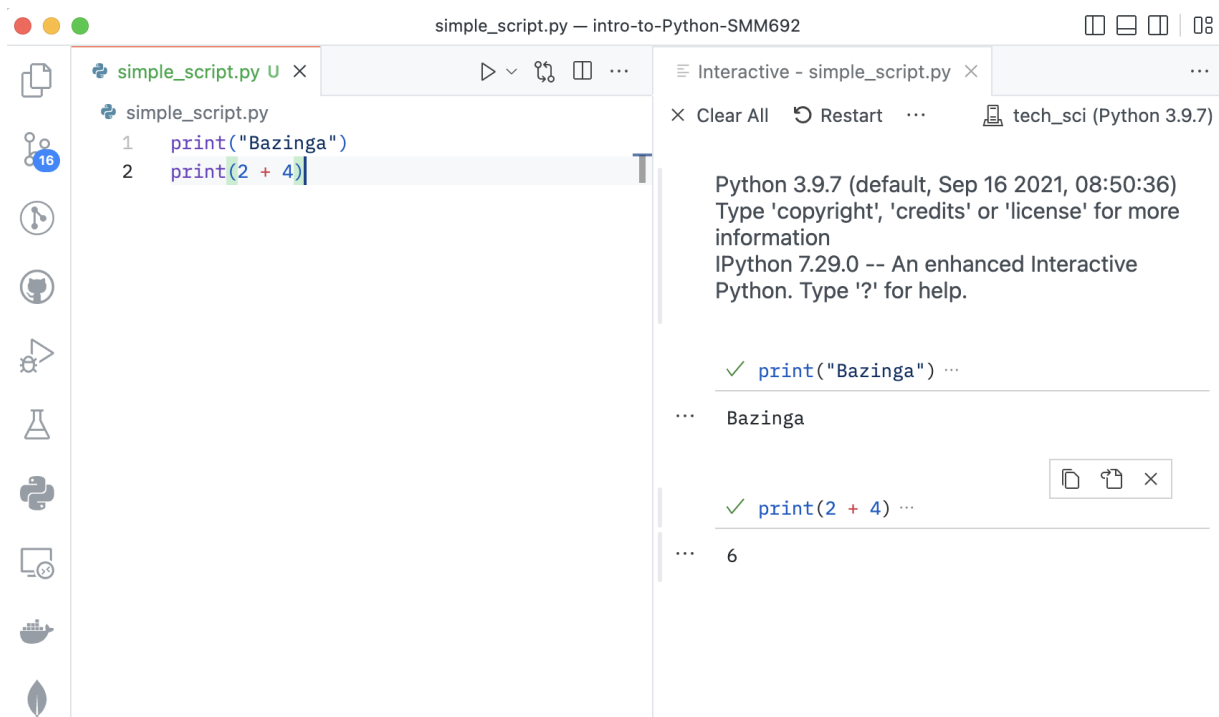 simple_script.py — intro-to-Python-SMM692
simple_script.py U
simple_script.py
1 print("Bazinga")
2 print(2 + 4)
16
Interactive - simple_script.py
Clear All Restart ··· tech_sci (Python 3.9.7)
Python 3.9.7 (default, Sep 16 2021, 08:50:36)
Type 'copyright', 'credits' or 'license' for more
information
IPython 7.29.0 -- An enhanced Interactive
Python. Type '?' for help.
print("Bazinga") ···
Bazinga
print(2 + 4) ···
6